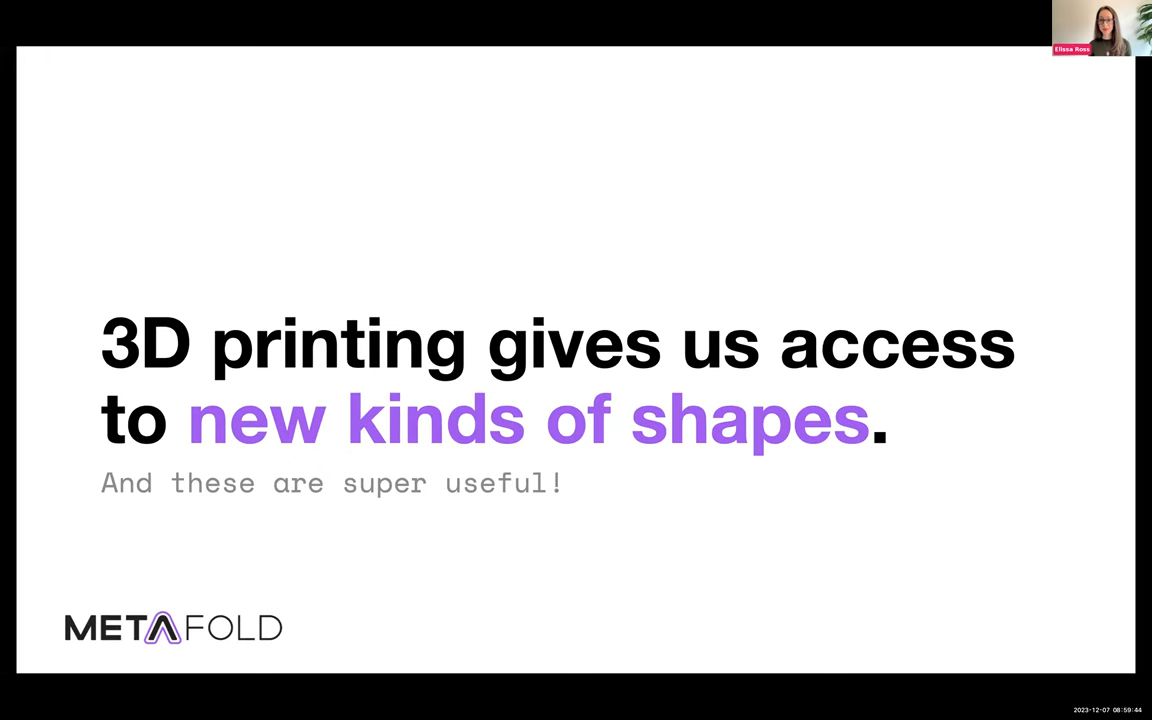 Elissa Ross
3D printing gives us access
to new kinds of shapes.
And these are super useful!
METAFOLD
2023-12-07 08:59:44